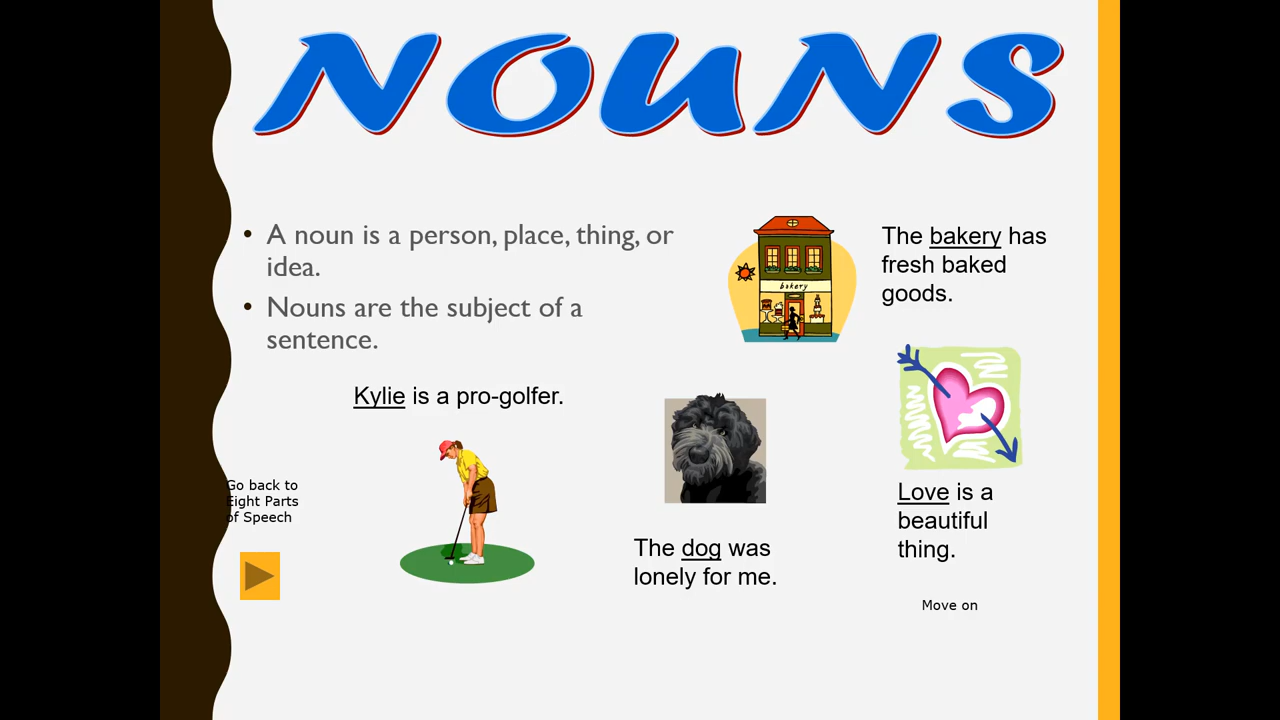 NOUNS
• A noun is a person, place, thing, or
idea.
• Nouns are the subject of a
sentence.
The bakery has
fresh baked
goods.
bakery
Kylie is a pro-golfer.
Go back to
Eight Parts
of Speech
The dog was
lonely for me.
Love is a
beautiful
thing.
Move on